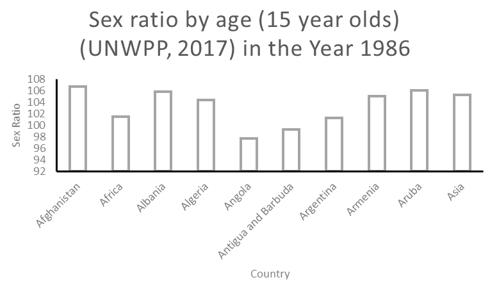 Sex ratio by age (15 year olds)
(UNWPP, 2017) in the Year 1986
Sex Ratio
108
106
104
102
100
98
96
94
92
Afghanistan
Africa
Albania
Algeria
Angola
Antigua and Barbuda
Argentina
Armenia
Aruba
Asia
Country